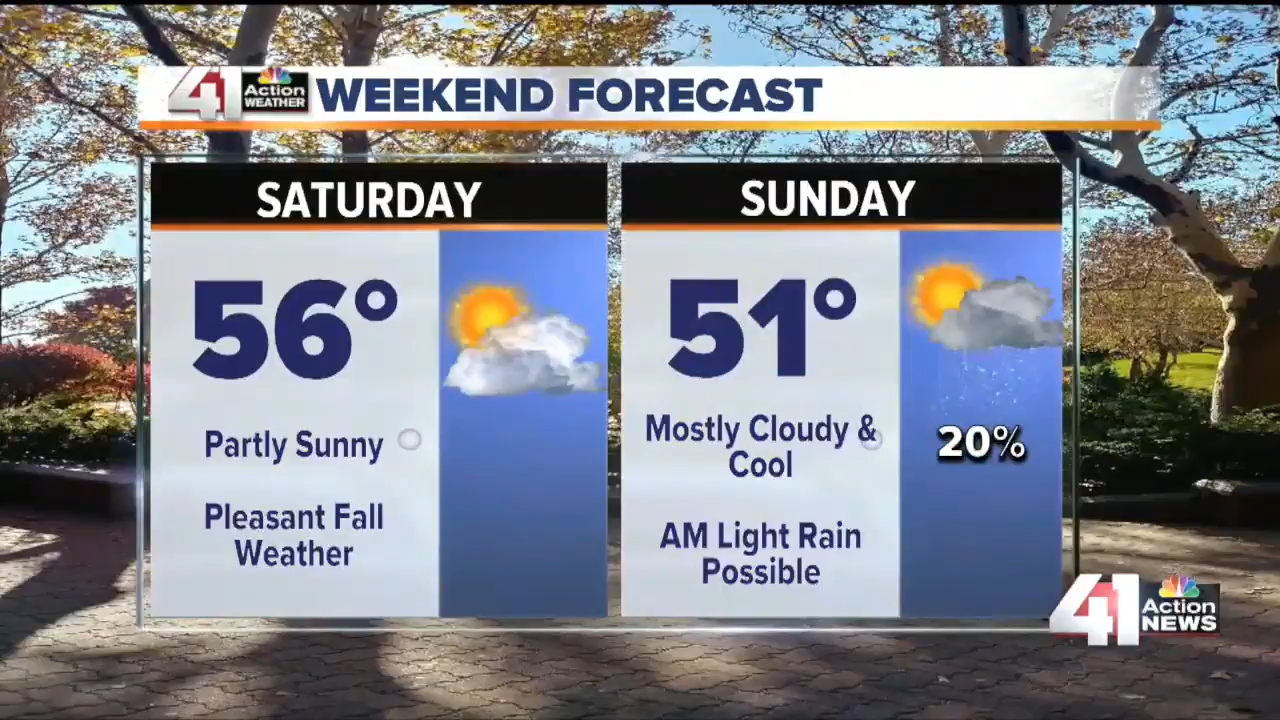 41 Action WEATHER WEEKEND FORECAST
SATURDAY
56°
Partly Sunny
Pleasant Fall
Weather
SUNDAY
51°
Mostly Cloudy &
Cool
AM Light Rain
Possible
20%
41 Action NEWS